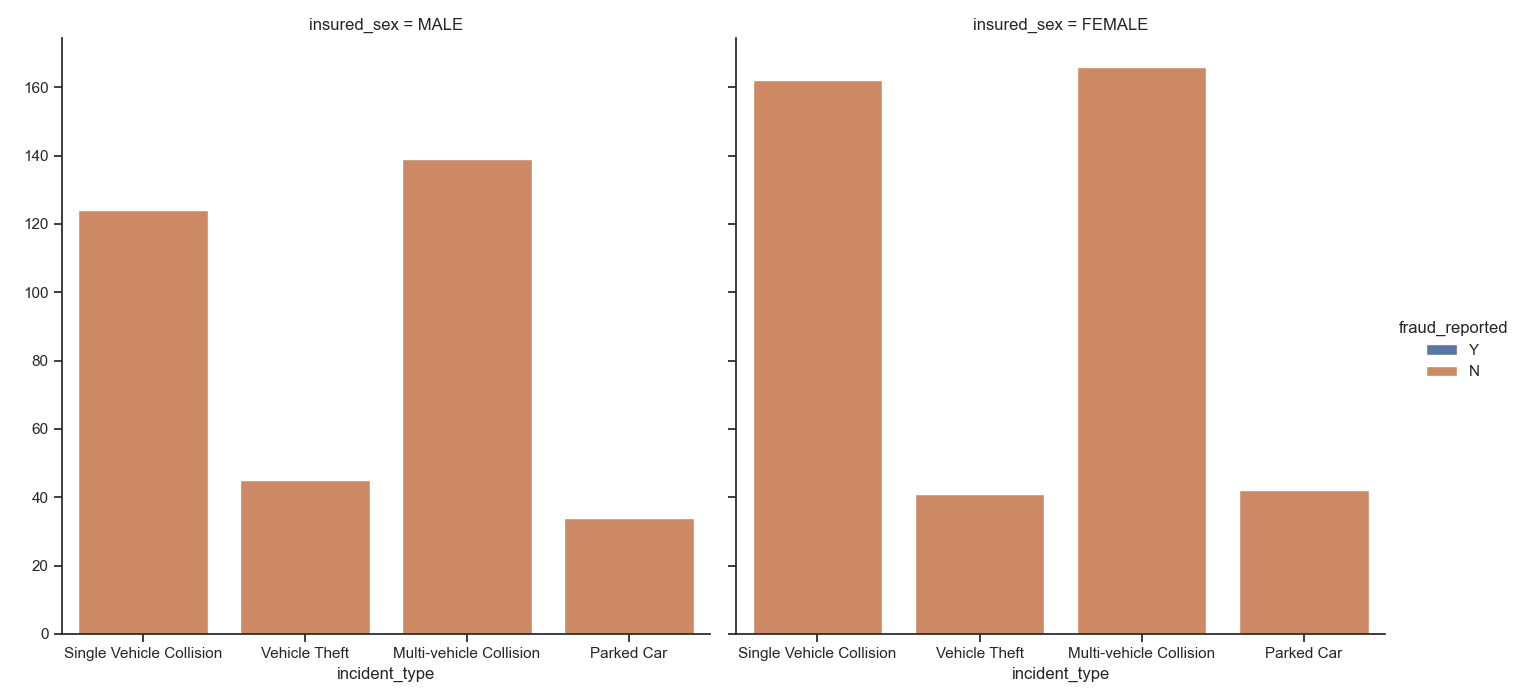 insured_sex = MALE
insured_sex = FEMALE
160
140
120
100
80
60
40
20
0
Single Vehicle Collision
Vehicle Theft
Multi-vehicle Collision
Parked Car
incident_type
Single Vehicle Collision
Vehicle Theft
Multi-vehicle Collision
Parked Car
incident_type
fraud_reported
Y
N